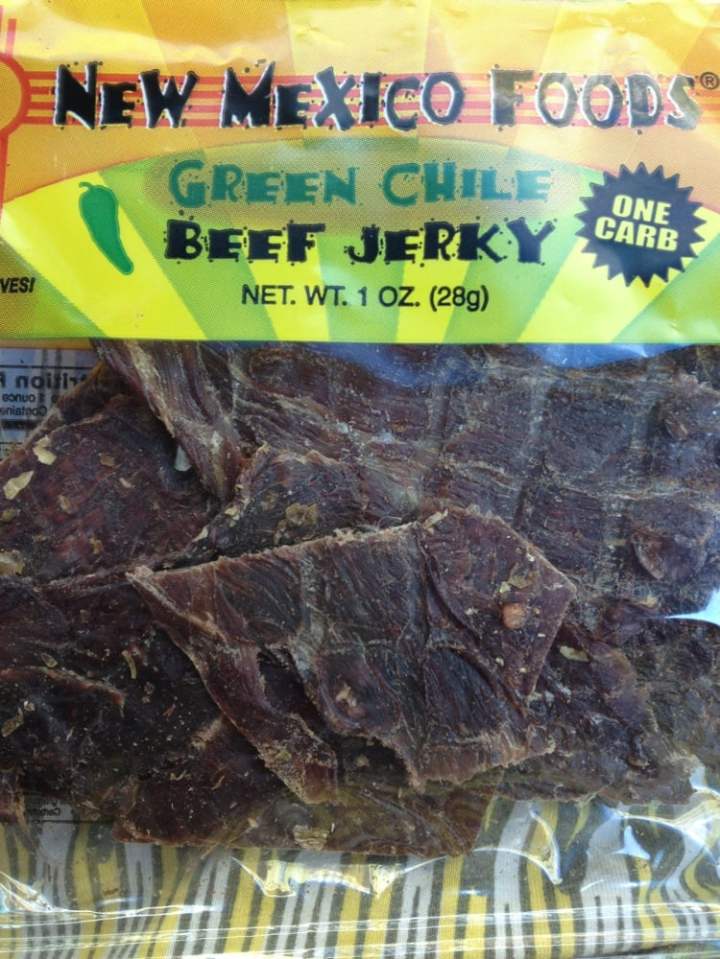 New Mexico Foods®
Green Chile
Beef Jerky
ONE
CARB
NET. WT. 1 OZ. (28g)
VES!